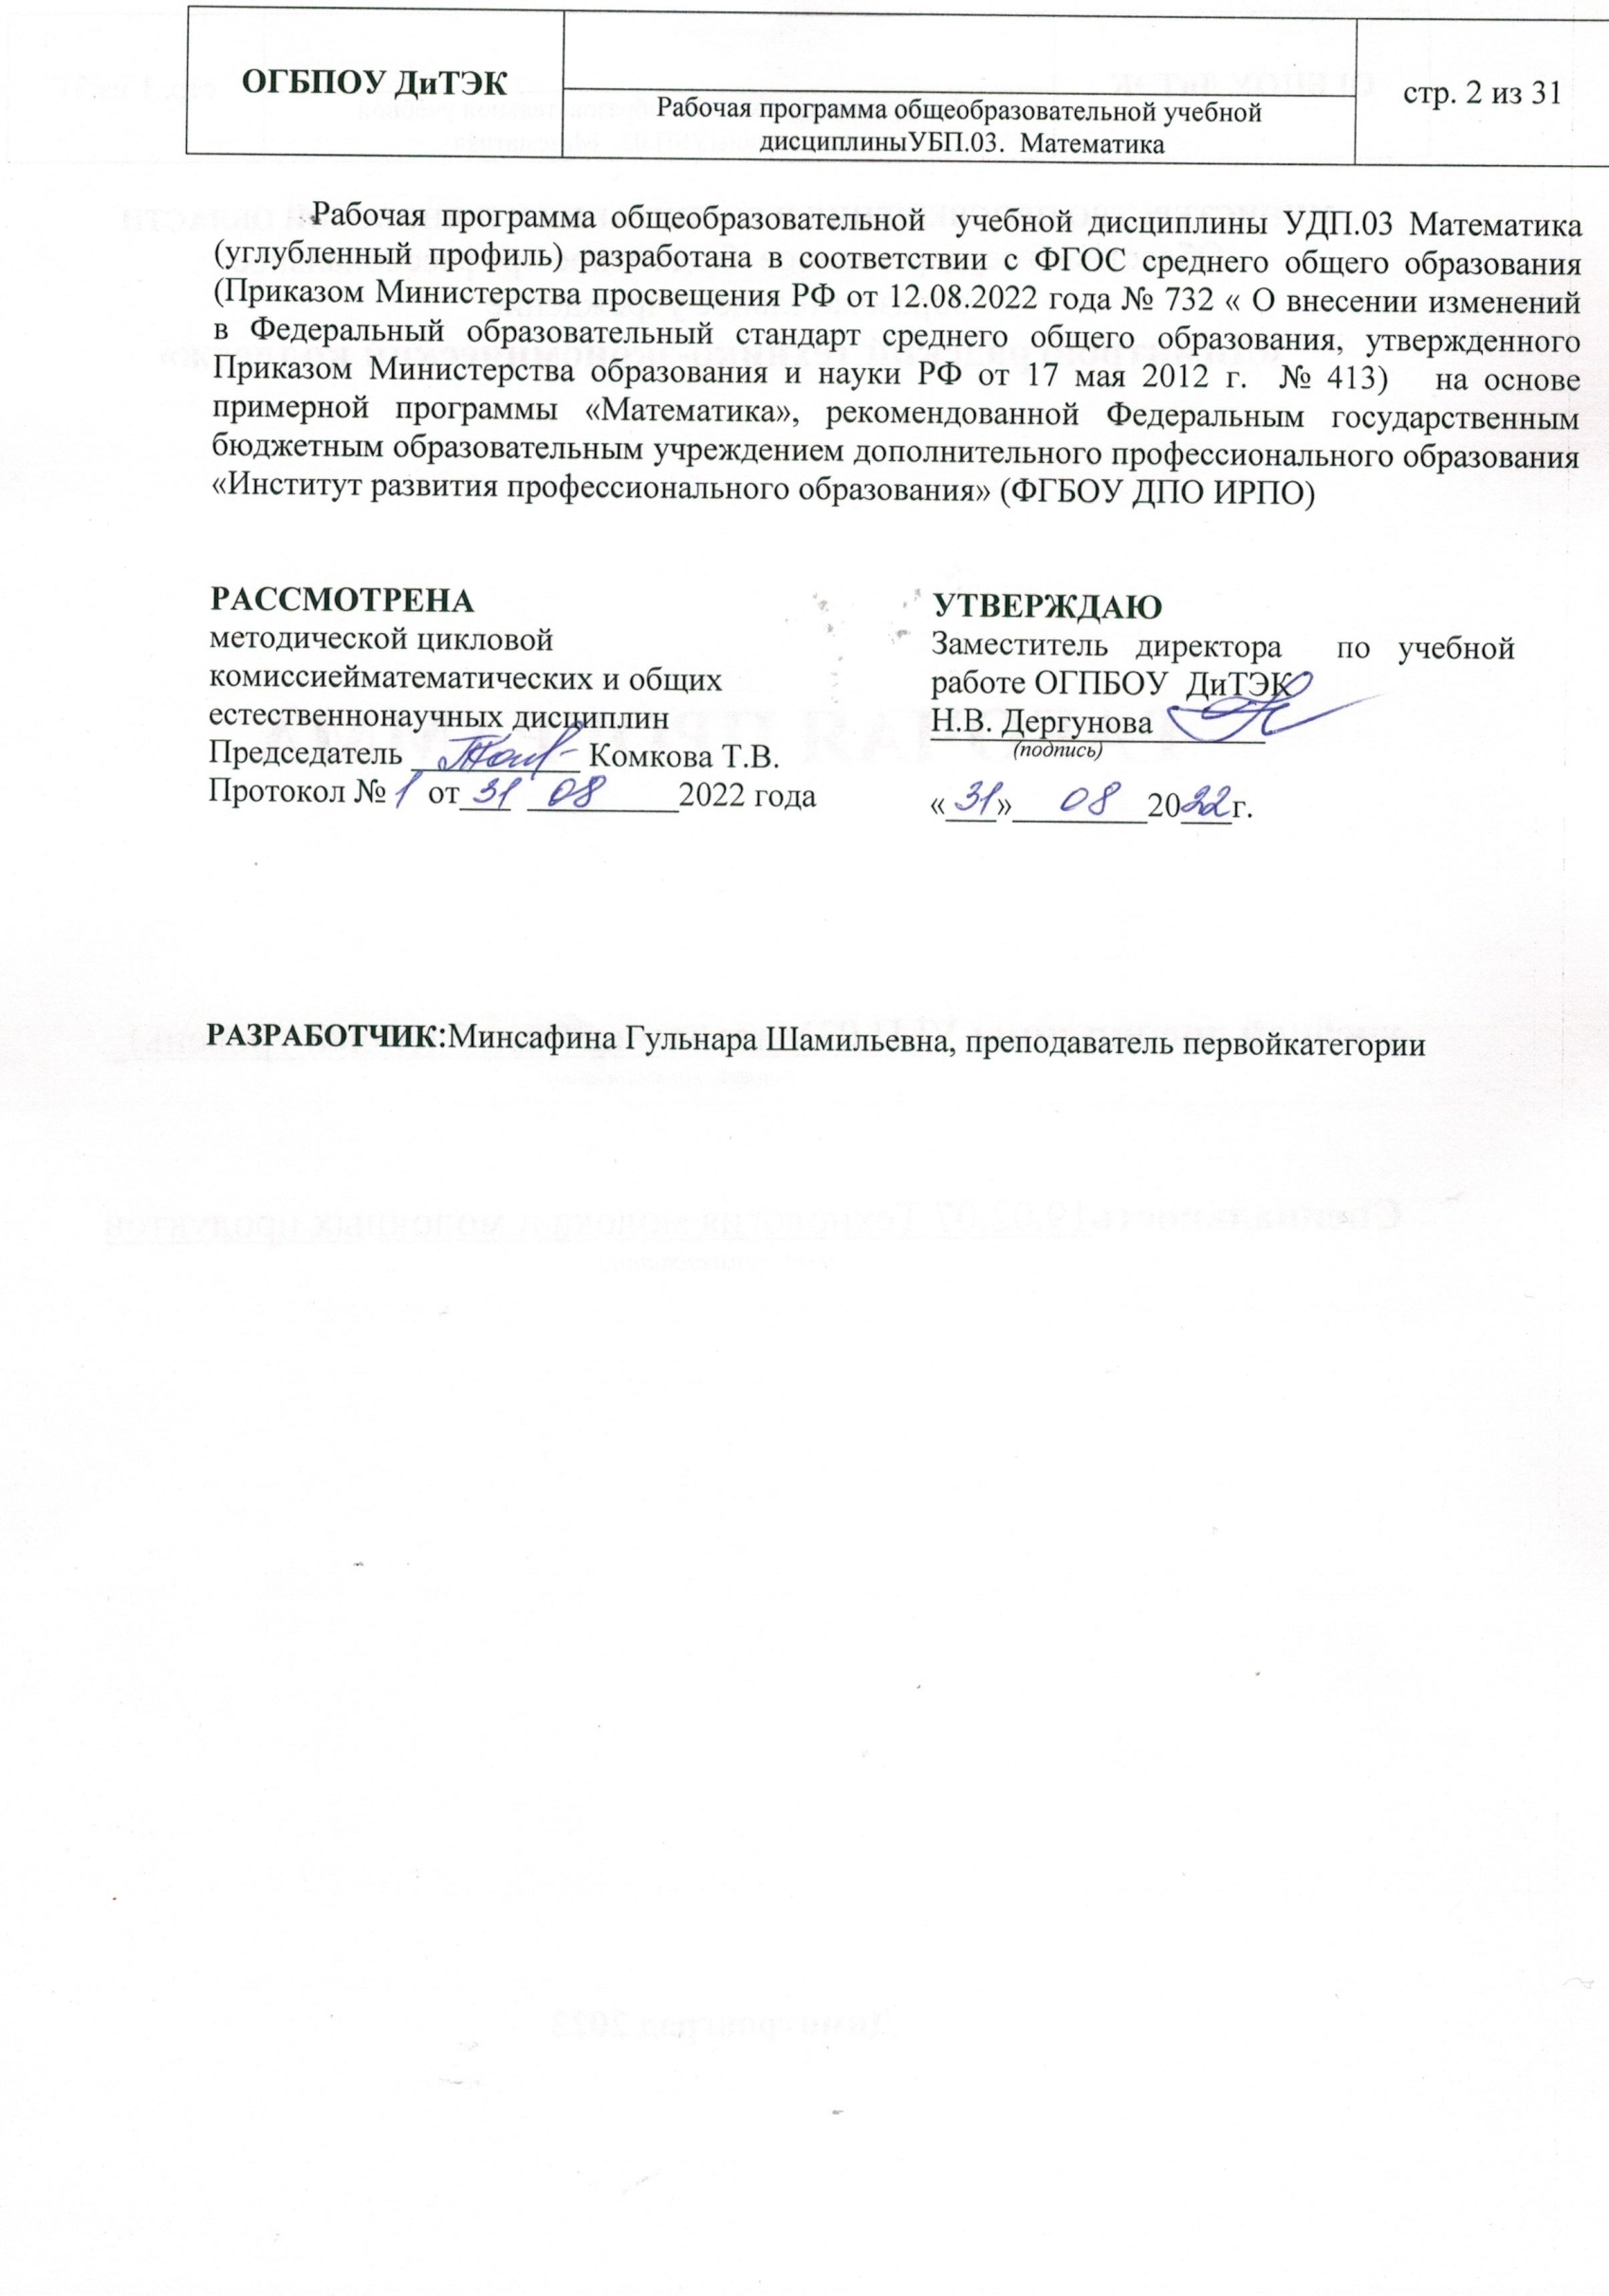 ОГБПОУ ДиТЭК
Рабочая программа общеобразовательной учебной
дисциплиныУБП.03. Математика
стр. 2 из 31
Рабочая программа общеобразовательной учебной дисциплины УДП.03 Математика
(углубленный профиль) разработана в соответствии с ФГОС среднего общего образования
(Приказом Министерства просвещения РФ от 12.08.2022 года № 732 « О внесении изменений
в Федеральный образовательный стандарт среднего общего образования, утвержденного
Приказом Министерства образования и науки РФ от 17 мая 2012 г. № 413) на основе
примерной программы «Математика», рекомендованной Федеральным государственным
бюджетным образовательным учреждением дополнительного профессионального образования
«Институт развития профессионального образования» (ФГБОУ ДПО ИРПО)
РАССМОТРЕНА
методической цикловой
комиссиейматематических и общих
естественнонаучных дисциплин
Председатель __________ Комкова Т.В.
Протокол № 1 от 31 08 2022 года
УТВЕРЖДАЮ
Заместитель директора по учебной
работе ОГПБОУ ДиТЭК
Н.В. Дергунова
(подпись)
«31» 08 2022г.
РАЗРАБОТЧИК:Минсафина Гульнара Шамильевна, преподаватель первойкатегории